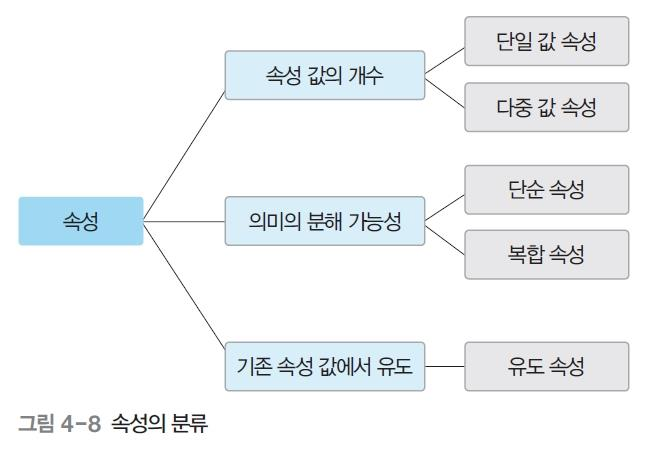 속성
속성 값의 개수
단일 값 속성
다중 값 속성
의미의 분해 가능성
단순 속성
복합 속성
기존 속성 값에서 유도
유도 속성
그림 4-8 속성의 분류